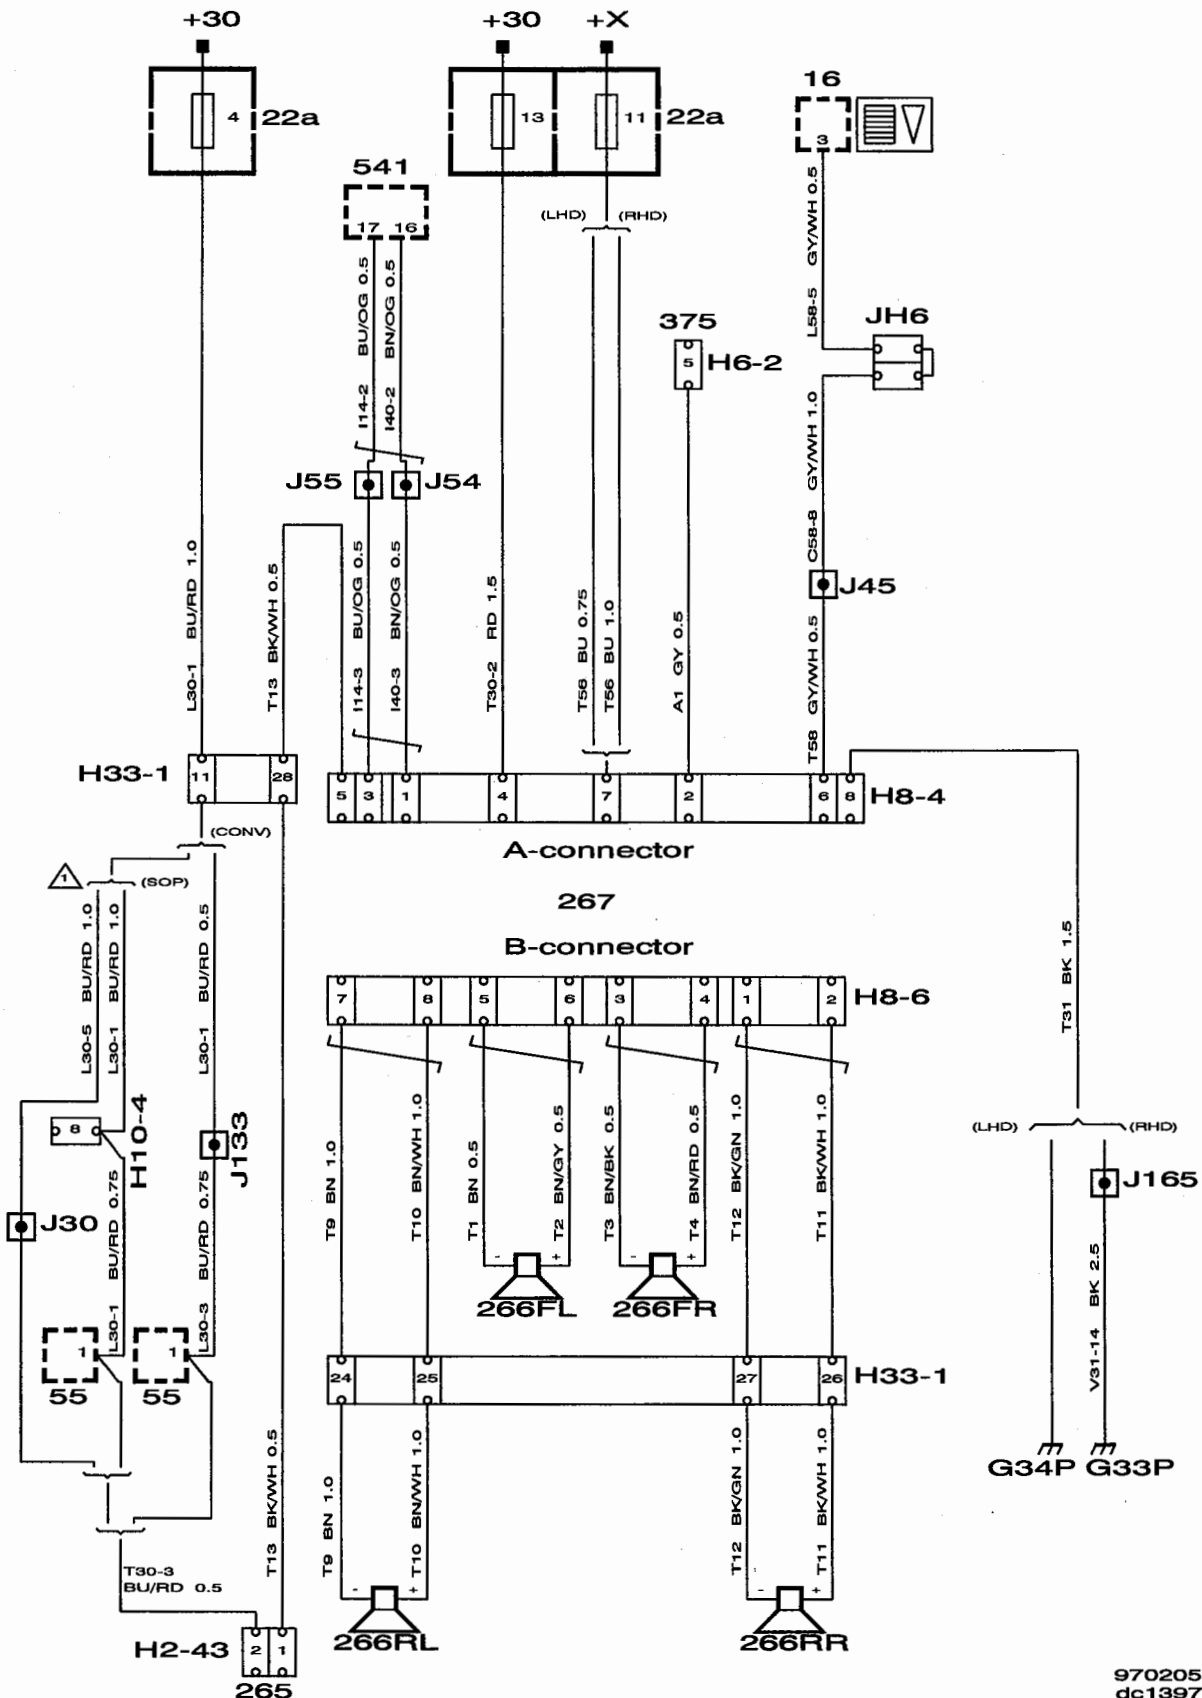 +30
+30
+X
4
22a
13
11
22a
16
3
541
17
16
(LHD)
(RHD)
GY/WH 0.5
L58-5
BU/OG 0.5
I14-2
BN/OG 0.5
I40-2
375
5
H6-2
JH6
GY/WH 1.0
C58-8
J55
J54
J45
L30-1 BU/RD 1.0
T13 BK/WH 0.5
I14-3 BU/OG 0.5
I40-3 BN/OG 0.5
T30-2 RD 1.5
T56 BU 0.75
T56 BU 1.0
A1 GY 0.5
T58 GY/WH 0.5
H33-1
11
28
5
3
1
4
7
2
6
8
H8-4
A-connector
(CONV)
1
(SOP)
267
B-connector
L30-5 BU/RD 1.0
L30-1 BU/RD 1.0
L30-1 BU/RD 0.5
T31 BK 1.5
7
8
5
6
3
4
1
2
H8-6
8
H10-4
J133
T9 BN 1.0
T10 BN/WH 1.0
T1 BN 0.5
T2 BN/GY 0.5
T3 BN/BK 0.5
T4 BN/RD 0.5
T12 BK/GN 1.0
T11 BK/WH 1.0
(LHD)
(RHD)
J165
J30
L30-1 BU/RD 0.75
L30-3 BU/RD 0.75
- +
- +
266FL
266FR
V31-14 BK 2.5
1
1
55
55
24
25
27
26
H33-1
G34P
G33P
T13 BK/WH 0.5
T9 BN 1.0
T10 BN/WH 1.0
T12 BK/GN 1.0
T11 BK/WH 1.0
T30-3
BU/RD 0.5
- +
- +
H2-43
2
1
266RL
266RR
265
970205
dc1397